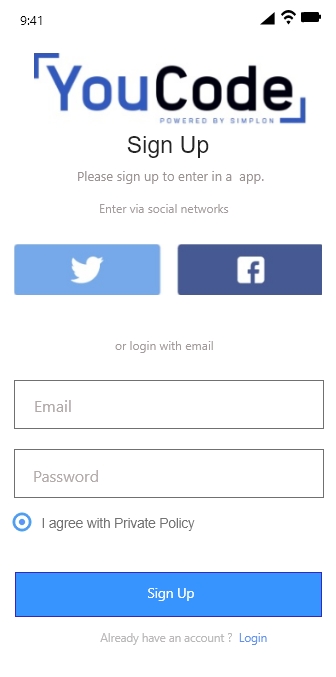 9:41
YouCode
POWERED BY SIMPLON
Sign Up
Please sign up to enter in a app.
Enter via social networks
or login with email
Email
Password
I agree with Private Policy
Sign Up
Already have an account ? Login